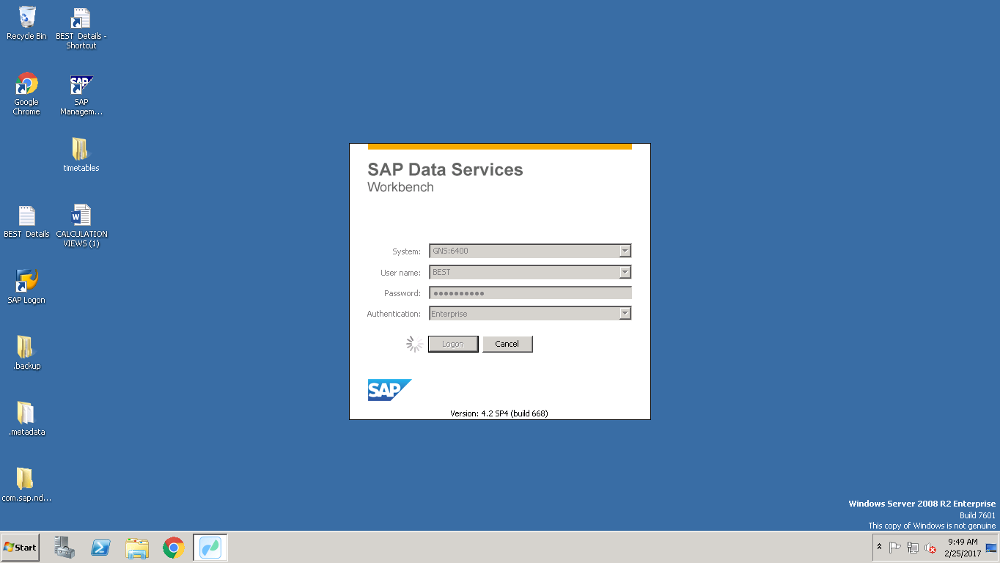 Recycle Bin
BEST Details -
Shortcut
Google
Chrome
SAP
SAP
Managem...
timetables
BEST Details
W
CALCULATION
VIEWS (1)
SAP Logon
.backup
.metadata
com.sap.nd...
SAP Data Services
Workbench
System:
GNS:6400
User name:
BEST
Password:
●●●●●●●●●●
Authentication:
Enterprise
Logon
Cancel
SAP
Version: 4.2 SP4 (build 668)
Windows Server 2008 R2 Enterprise
Build 7601
This copy of Windows is not genuine
Start
9:49 AM
2/25/2017